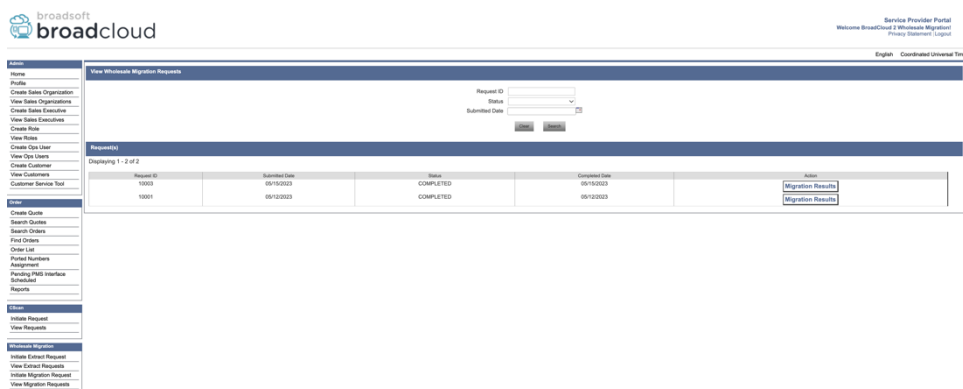 broadsoft
broadcloud
Service Provider Portal
Welcome BroadCloud 2 Wholesale Migration!
Privacy Statement | Logout
English Coordinated Universal Tim
Admin
Home
Profile
Create Sales Organization
View Sales Organizations
Create Sales Executive
View Sales Executives
Create Role
View Roles
Create Ops User
View Ops Users
Create Customer
View Customers
Customer Service Tool
Order
Create Quote
Search Quotes
Search Orders
Find Orders
Order List
Ported Numbers
Assignment
Pending PMS Interface
Scheduled
Reports
CScan
Initiate Request
View Requests
Wholesale Migration
Initiate Extract Request
View Extract Requests
Initiate Migration Request
View Migration Requests
View Wholesale Migration Requests
Request ID
Status
Submitted Date
Clear Search
Request(s)
Displaying 1 - 2 of 2
Request ID Submitted Date Status Completed Date Action
10003 05/15/2023 COMPLETED 05/15/2023 Migration Results
10001 05/12/2023 COMPLETED 05/12/2023 Migration Results